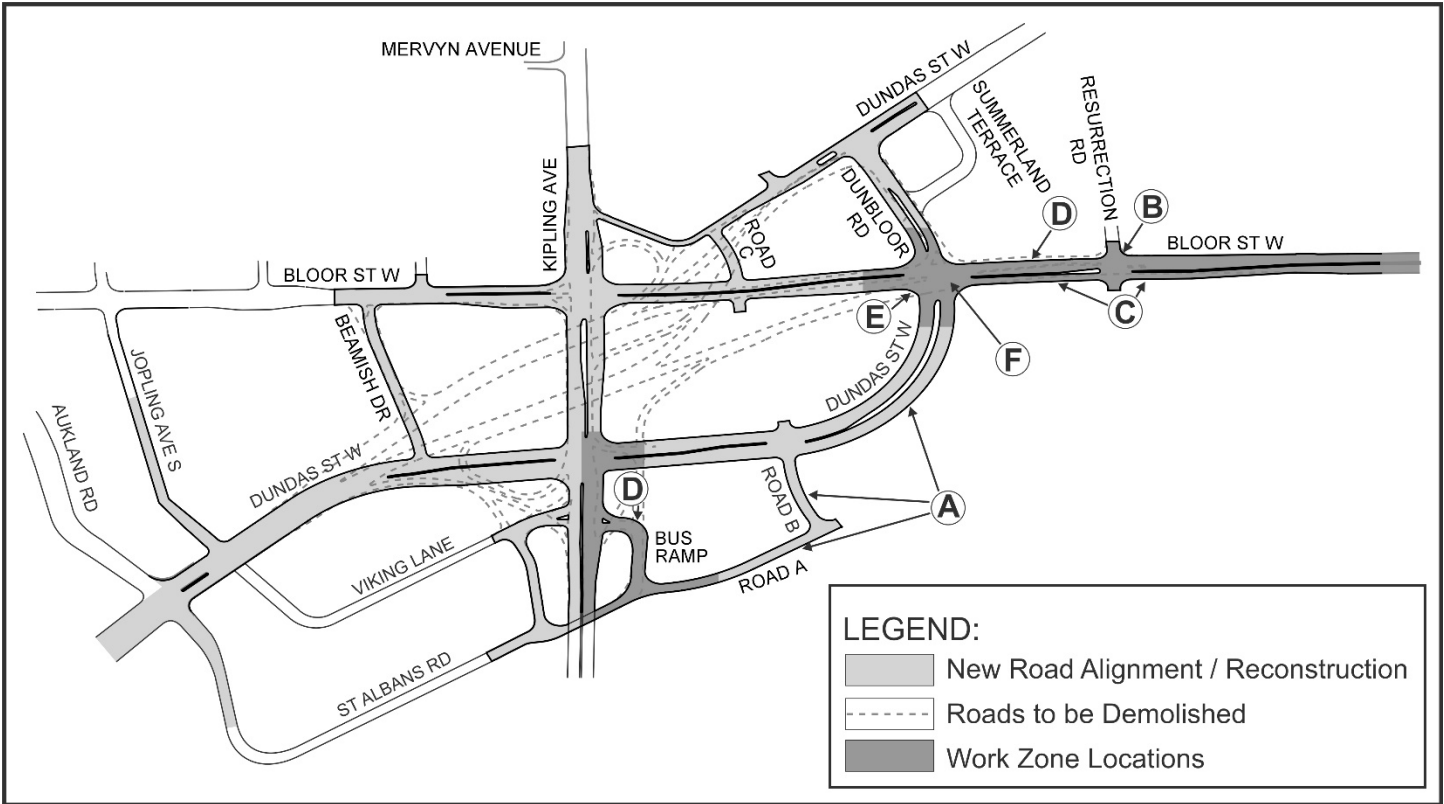 MERVYN AVENUE
DUNDAS ST W
SUMMERLAND
TERRACE
RESURRECTION
RD
KIPLING AVE
DUNBLOOR
RD
ROAD
C
D
B
BLOOR ST W
BLOOR ST W
E
C
F
BEAMISH DR
JOPLING AVE S
AUKLAND RD
DUNDAS ST W
DUNDAS ST-W
D
A
ROAD B
BUS
RAMP
VIKING LANE
ROAD A
ST ALBANS RD
LEGEND:
New Road Alignment / Reconstruction
Roads to be Demolished
Work Zone Locations